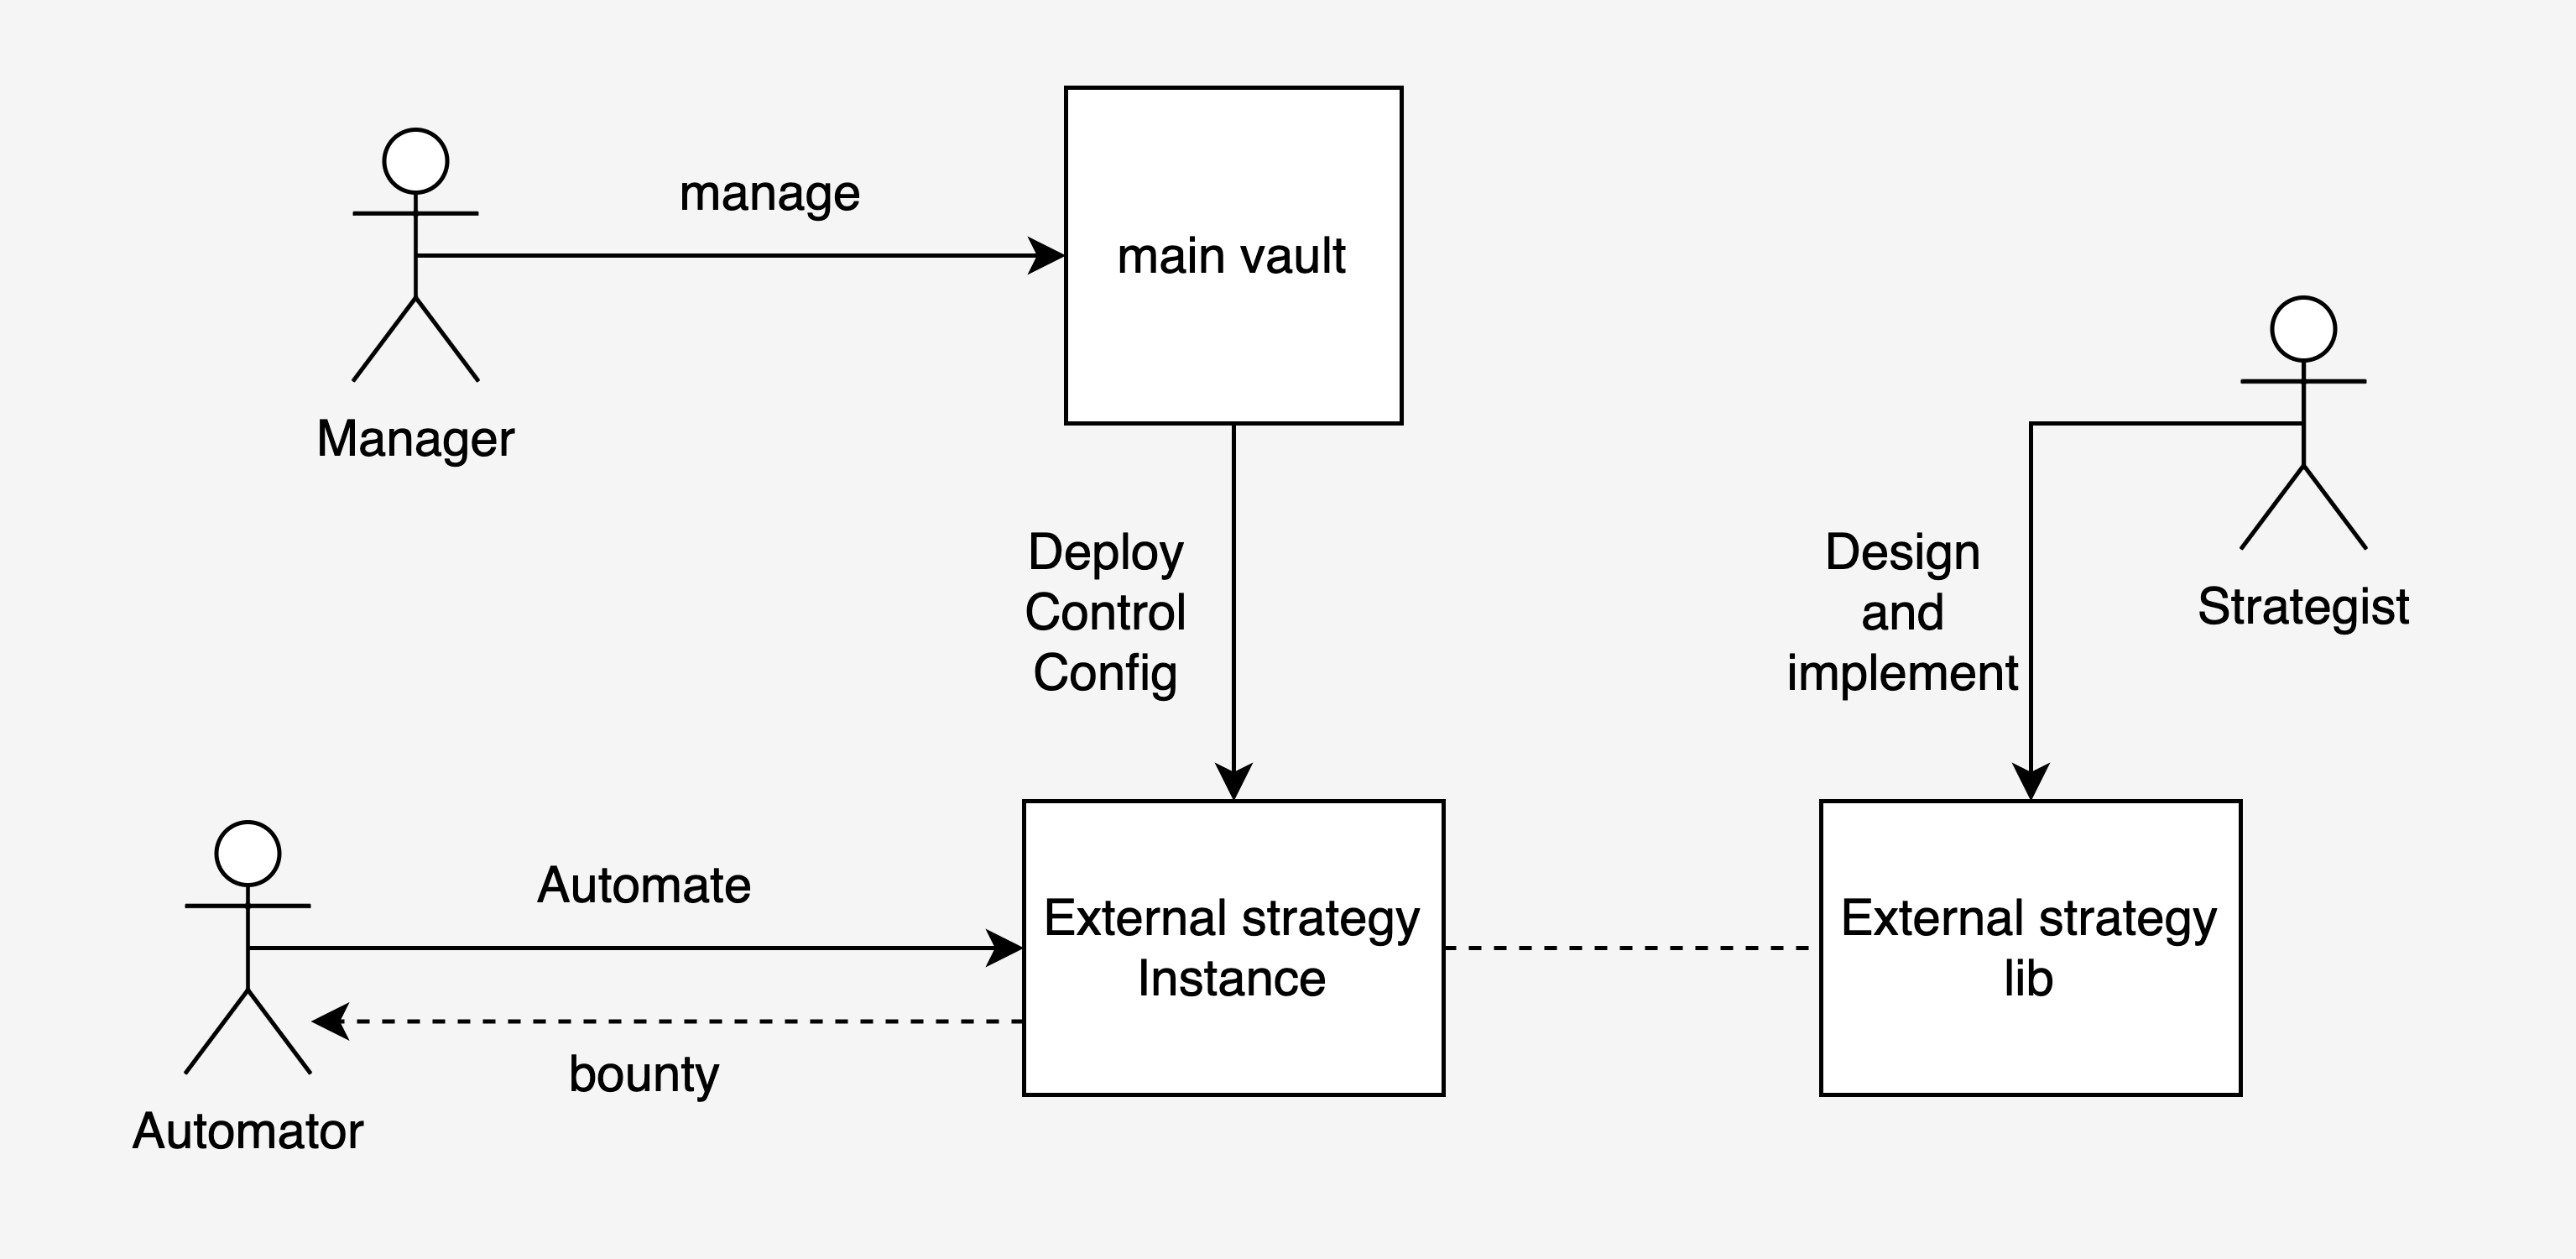 manage
main vault
Manager
Deploy
Control
Config
Design
and
implement
Strategist
Automate
External strategy
Instance
External strategy
lib
bounty
Automator